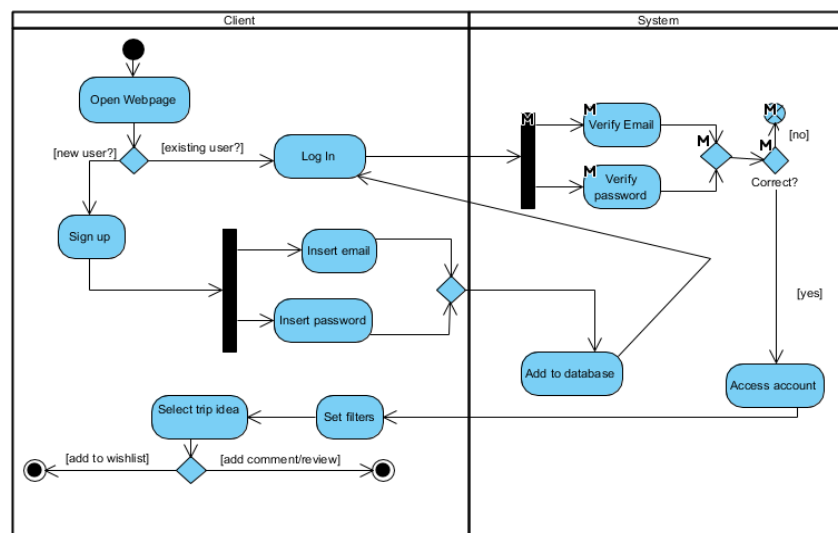 Client
System
Open Webpage
[new user?]
[existing user?]
Log In
M
M
Verify Email
M
Verify
password
M
M
M
[no]
Correct?
Sign up
Insert email
Insert password
[yes]
Add to database
Access account
Select trip idea
Set filters
[add to wishlist]
[add comment/review]